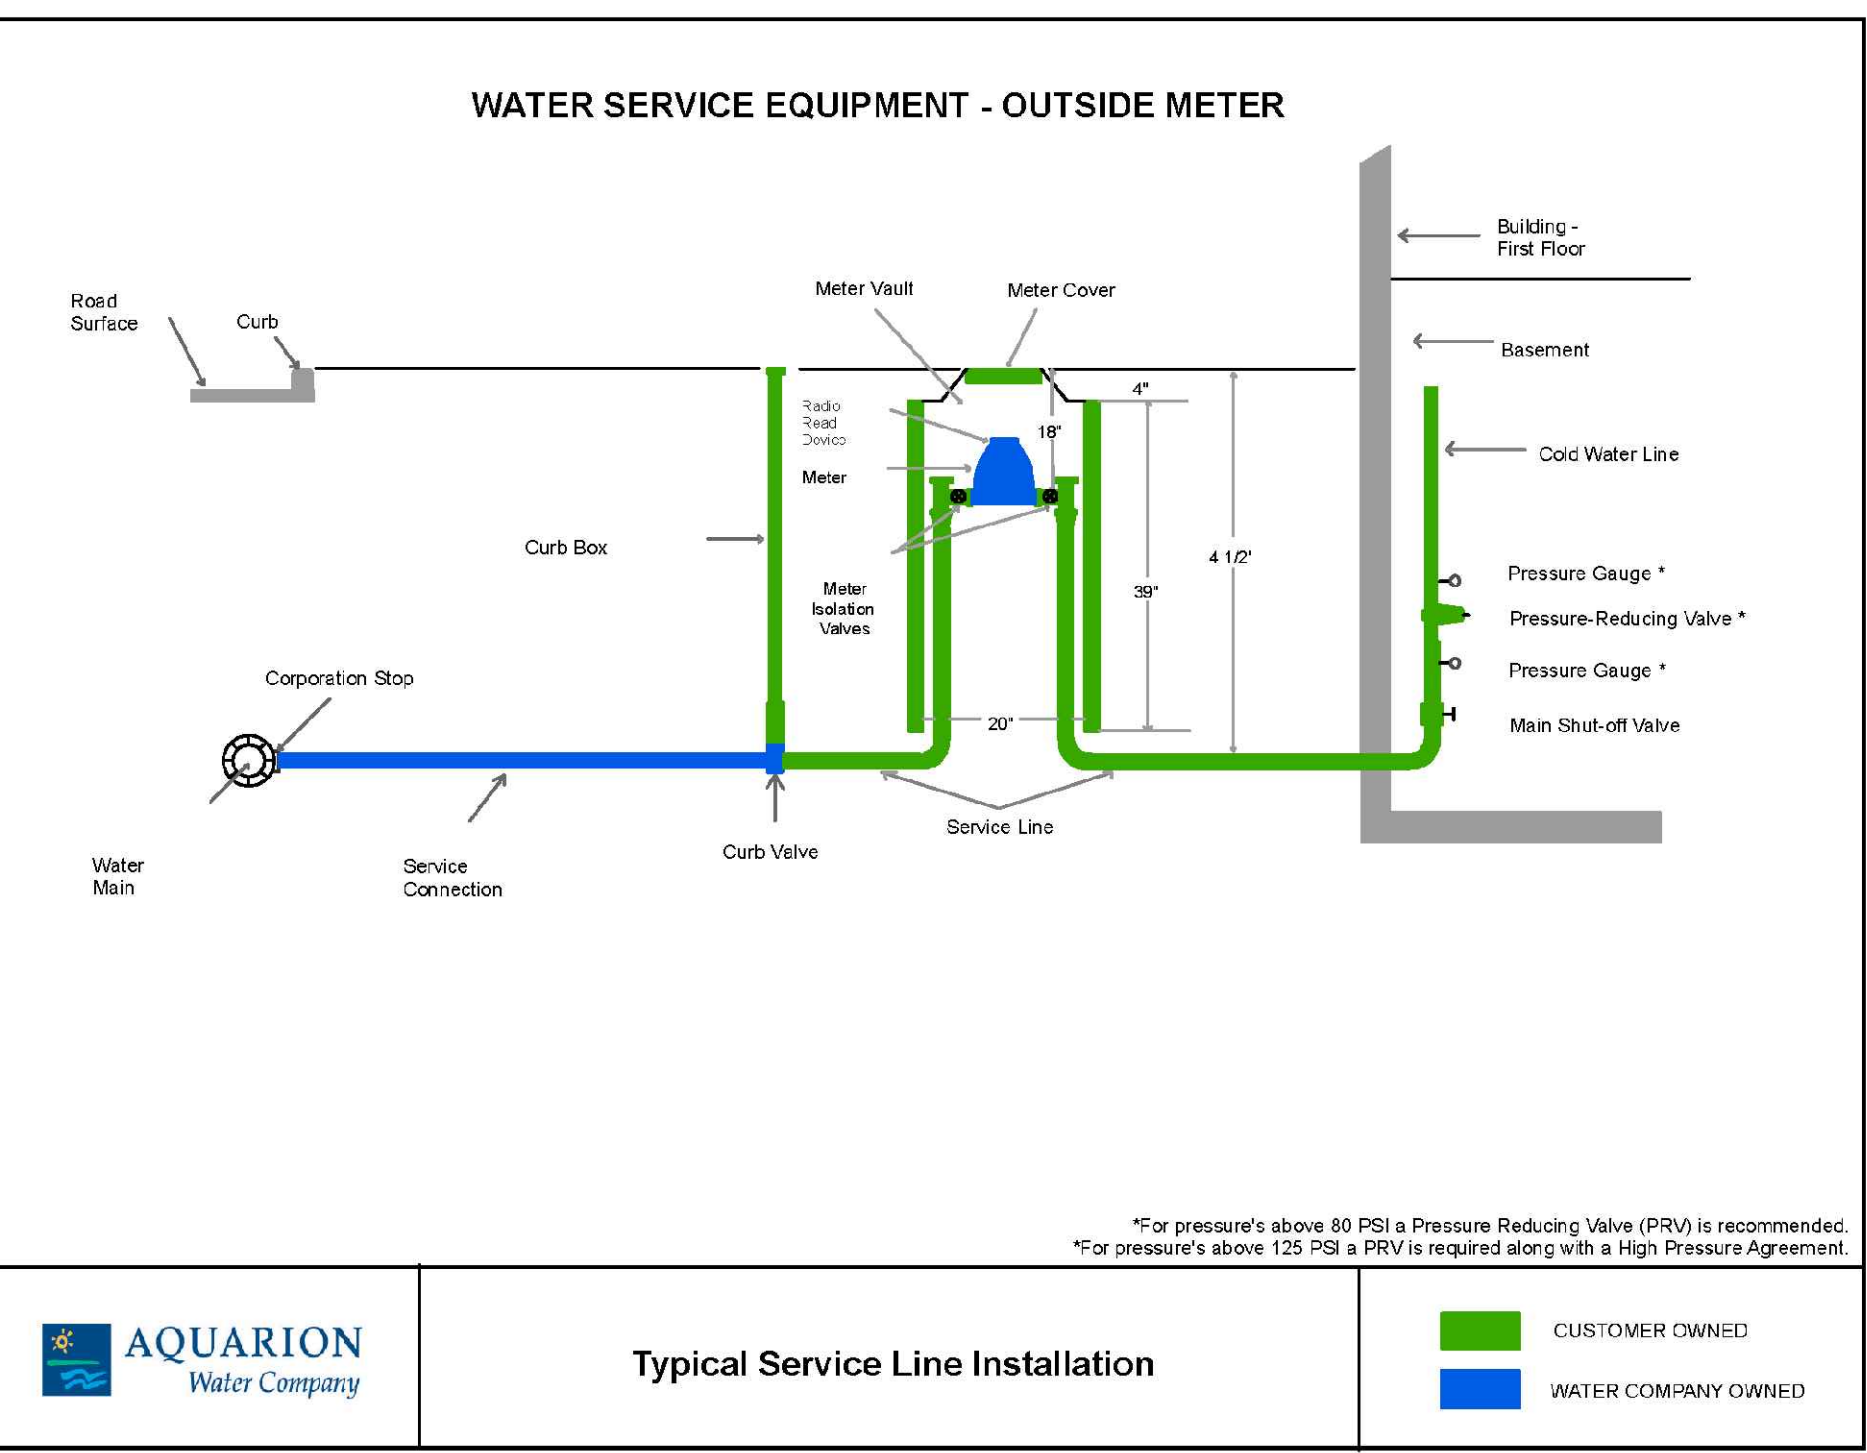 WATER SERVICE EQUIPMENT - OUTSIDE METER
Building -
First Floor
Road
Surface
Curb
Meter Vault
Meter Cover
Basement
4"
Radio
Read
Device
18"
Meter
Cold Water Line
Curb Box
4 1/2'
Pressure Gauge *
Meter
Isolation
Valves
39"
Pressure-Reducing Valve *
Corporation Stop
Pressure Gauge *
20"
Main Shut-off Valve
Service Line
Curb Valve
Water
Main
Service
Connection
*For pressure's above 80 PSI a Pressure Reducing Valve (PRV) is recommended.
*For pressure's above 125 PSI a PRV is required along with a High Pressure Agreement.
AQUARION
Water Company
Typical Service Line Installation
CUSTOMER OWNED
WATER COMPANY OWNED